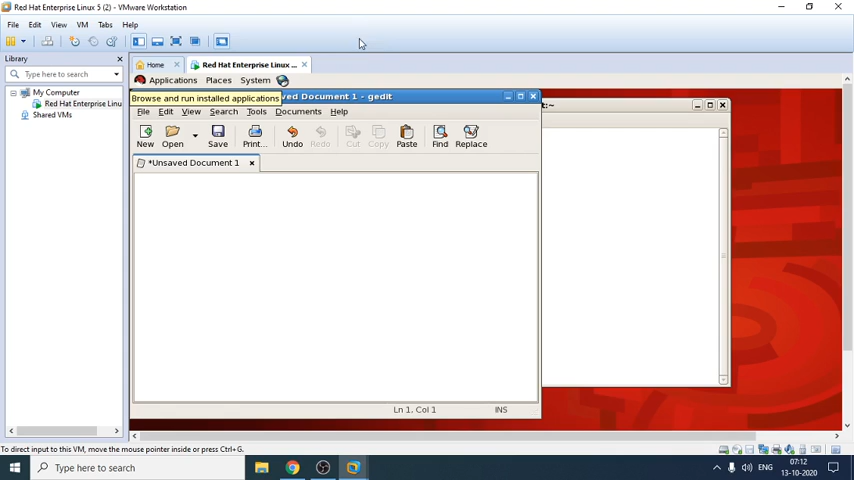 Red Hat Enterprise Linux 5 (2) - VMware Workstation
File Edit View VM Tabs Help
Library
Type here to search
My Computer
Red Hat Enterprise Linu
Shared VMs
Home
Red Hat Enterprise Linux ...
Applications Places System
Browse and run installed applications
aved Document 1 - gedit
:~
File Edit View Search Tools Documents Help
New Open Save Print... Undo Redo Cut Copy Paste Find Replace
*Unsaved Document 1
Ln 1, Col 1 INS
To direct input to this VM, move the mouse pointer inside or press Ctrl+G.
Type here to search
ENG
07:12
13-10-2020